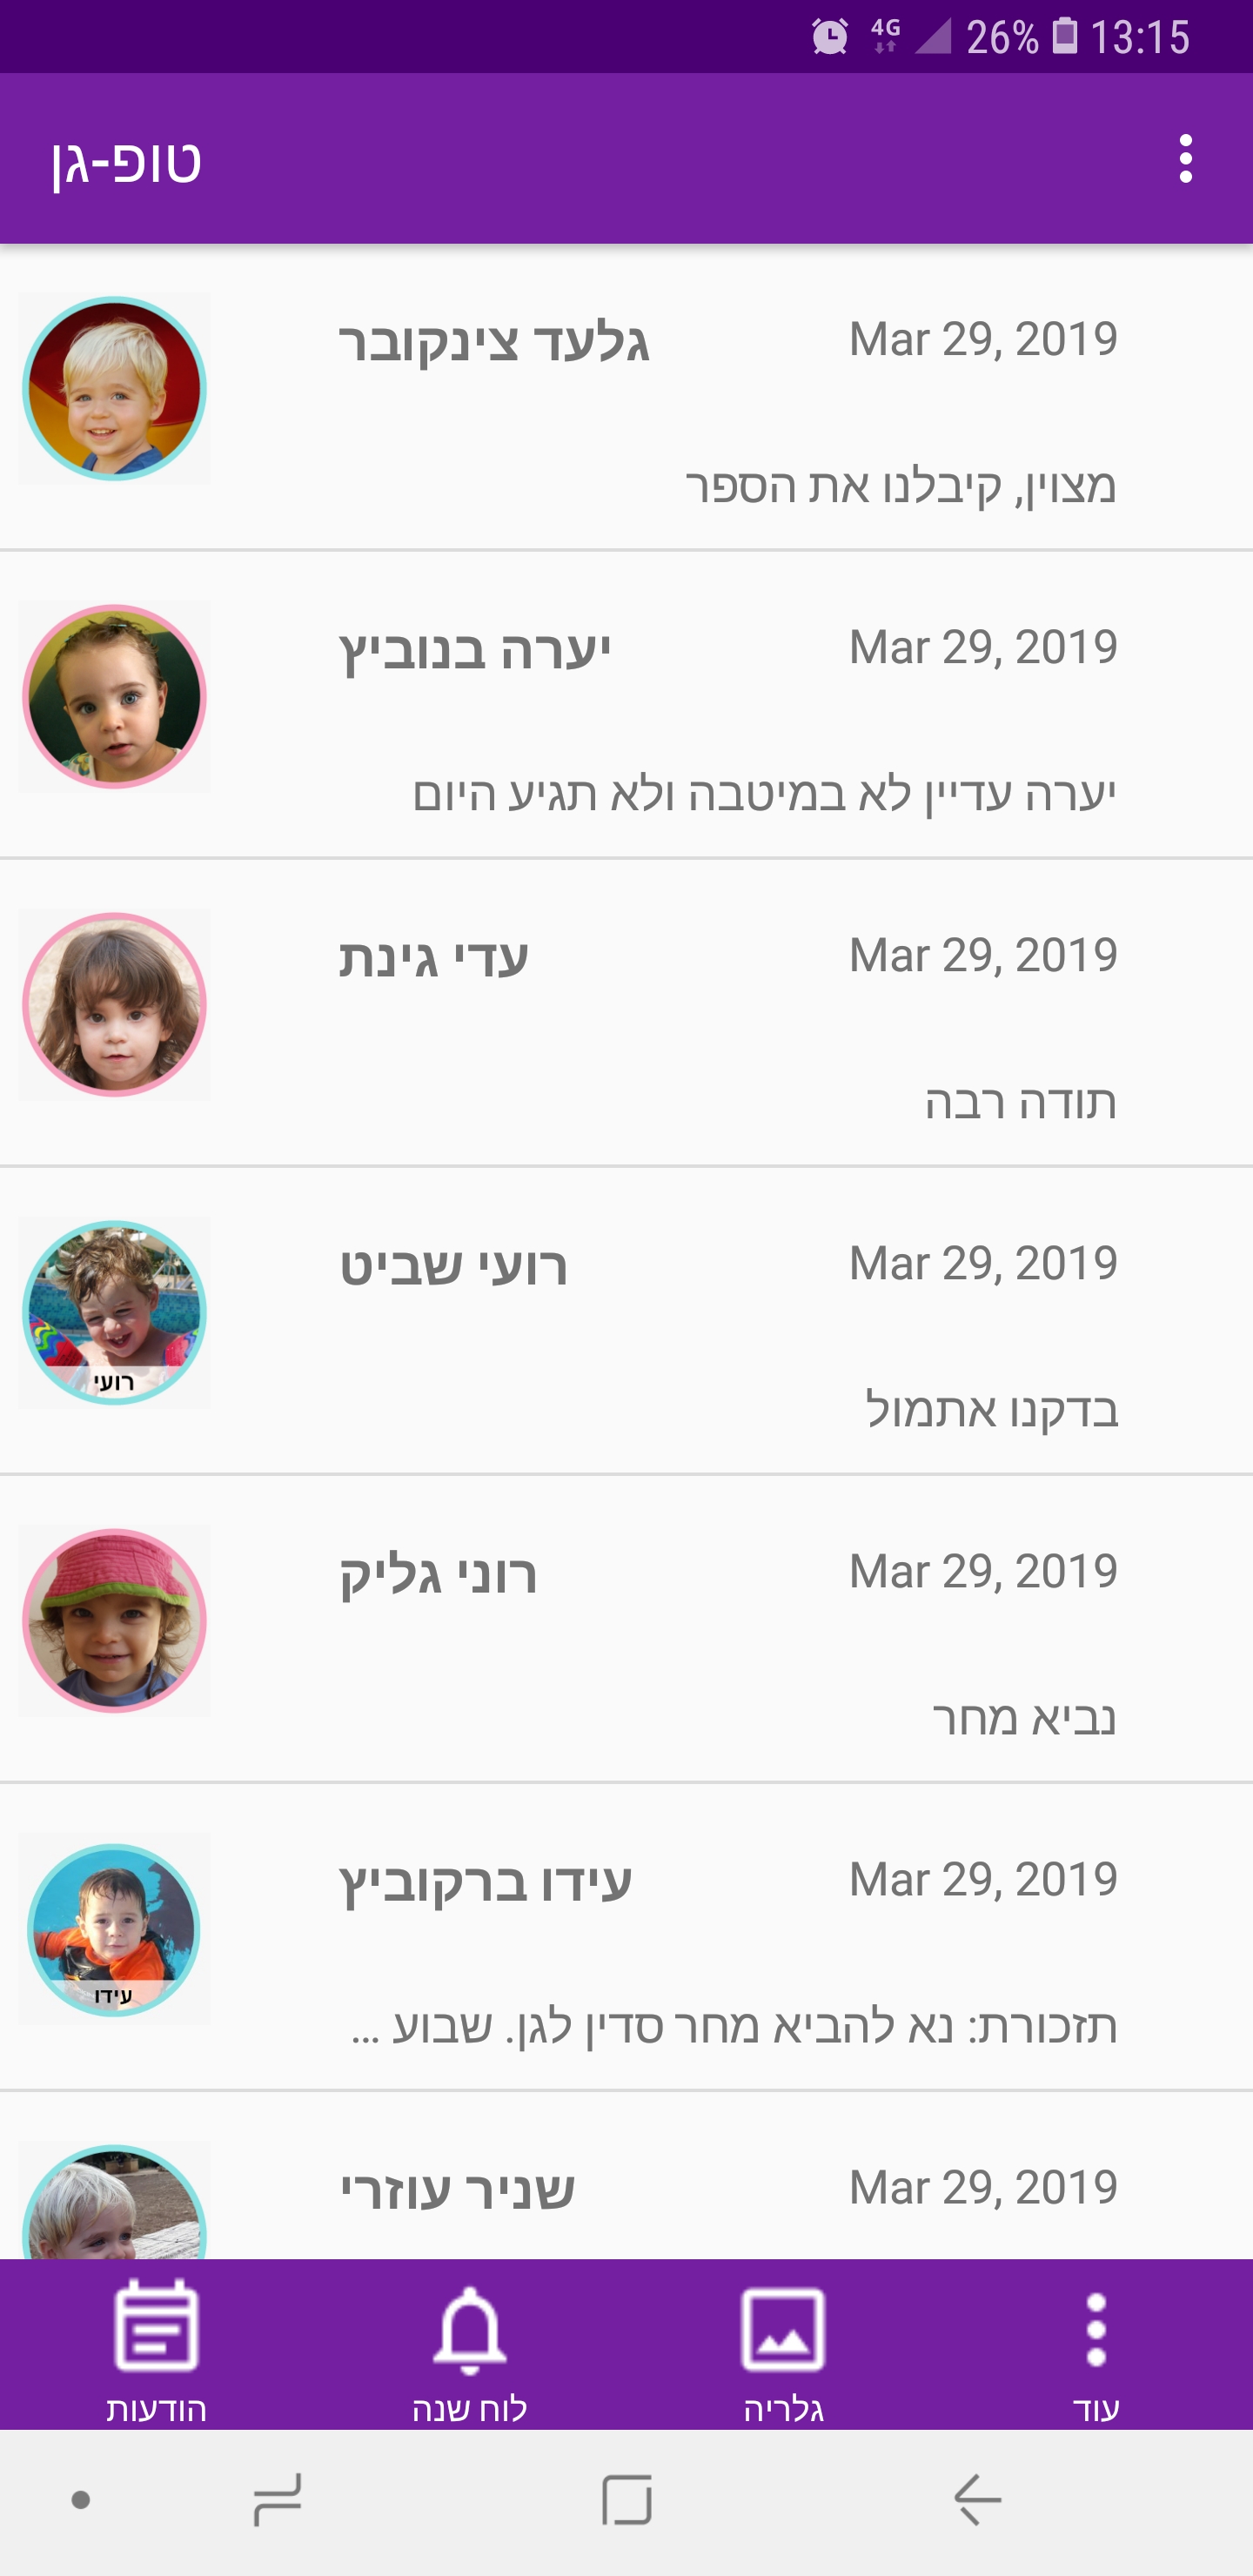 4G 26% 13:15
טופ-גן
גלעד צינקובר Mar 29, 2019
מצוין, קיבלנו את הספר
יערה בנוביץ Mar 29, 2019
יערה עדיין לא במיטבה ולא תגיע היום
עדי גינת Mar 29, 2019
תודה רבה
רועי שביט Mar 29, 2019
רועי
בדקנו אתמול
רוני גליק Mar 29, 2019
נביא מחר
עידו ברקוביץ Mar 29, 2019
עידו
תזכורת: נא להביא מחר סדין לגן. שבוע ...
שניר עוזרי Mar 29, 2019
הודעות לוח שנה גלריה עוד